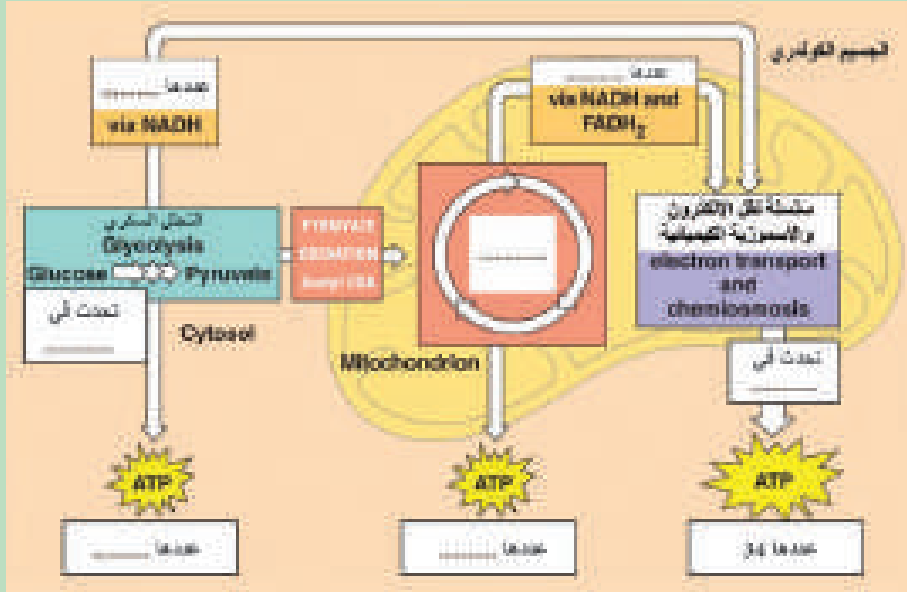 الجسيم الكوندري
عددها ........
via NADH
عددها ........
via NADH and
FADH2
التحلل السكري
Glycolysis
Glucose
Pyruvate
PYRUVATE
OXIDATION
Acetyl CoA
سلسلة نقل الالكترون
والأسموزية الكيميائية
electron transport
and
chemiosmosis
تحدث في
........
Cytosol
Mitochondrion
تحدث في
........
ATP
ATP
ATP
عددها ........
عددها ........
عددها 34